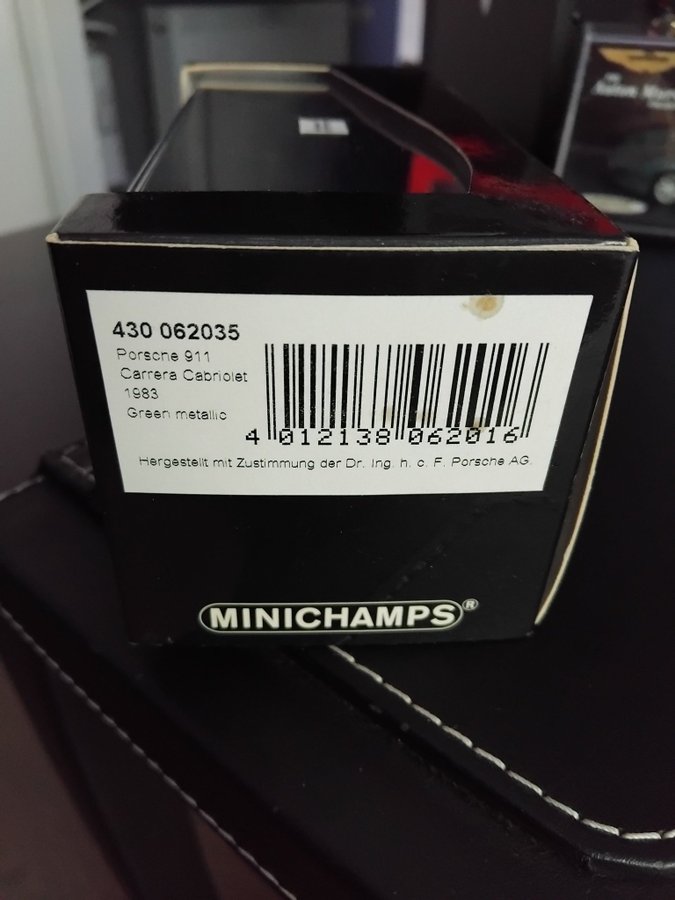 430 062035
Porsche 911
Carrera Cabriolet
1983
Green metallic
4 012138 062016
Hergestellt mit Zustimmung der Dr. Ing. h. c. F. Porsche AG.
MINICHAMPS®